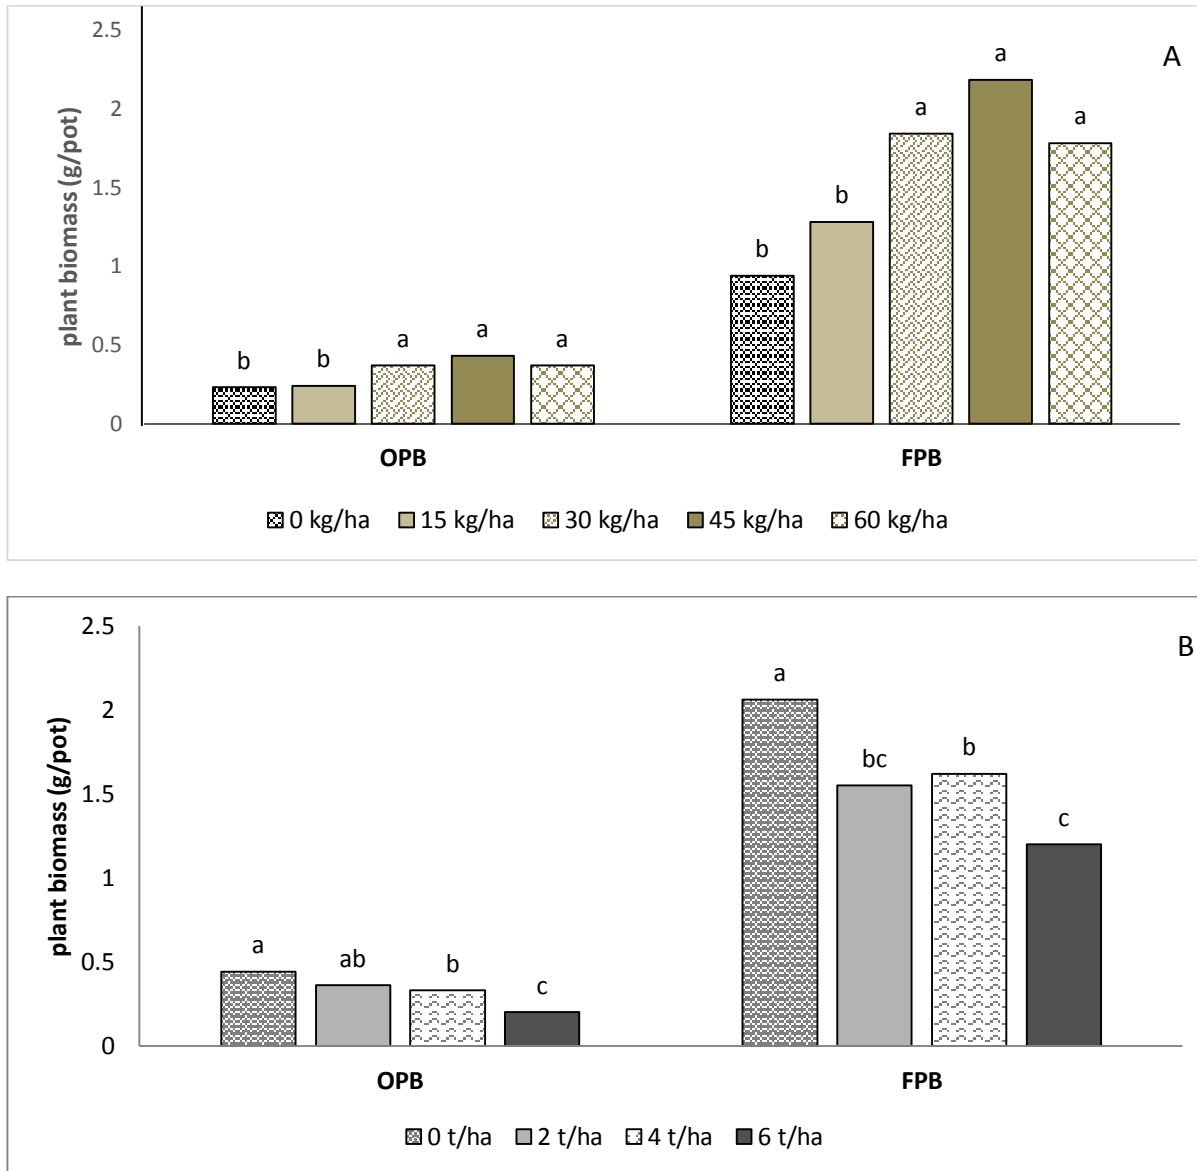 A
2.5
2
1.5
1
0.5
0
plant biomass (g/pot)
b b a a a
b b a a a
OPB FPB
0 kg/ha 15 kg/ha 30 kg/ha 45 kg/ha 60 kg/ha
B
2.5
2
1.5
1
0.5
0
plant biomass (g/pot)
a ab b c
a bc b c
OPB FPB
0 t/ha 2 t/ha 4 t/ha 6 t/ha